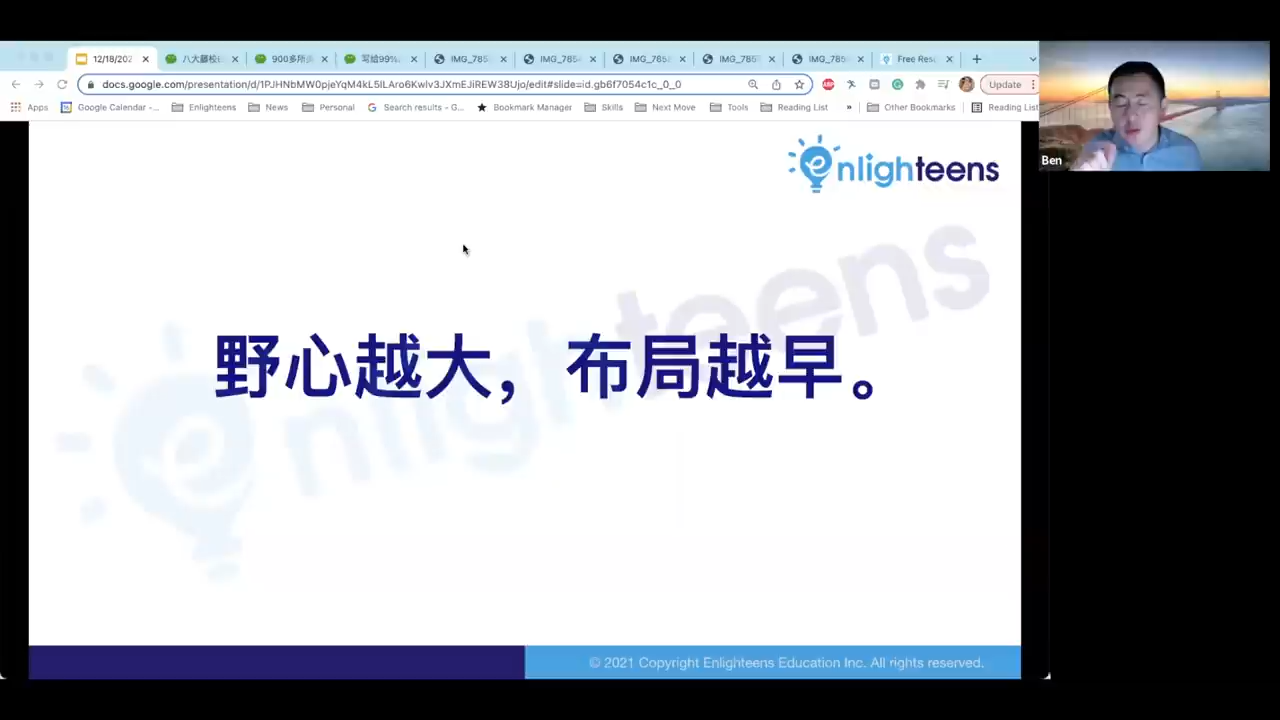 12/18/202
八大藤校
900多所
写给99%.
IMG_785
IMG_785
IMG_785
IMG_785
IMG_785
Free Res
docs.google.com/presentation/d/1PJHNbMW0pjeYqM4kL5lLAro6Kwlv3JXmEJiREW38Ujo/edit#slide=id.gb6f7054c1c_0_0
Update
Apps
Google Calendar -...
Enlighteens
News
Personal
Search results - G...
Bookmark Manager
Skills
Next Move
Tools
Reading List
»
Other Bookmarks
Reading List
Ben
enlighteens
enlighteens
野心越大，布局越早。
© 2021 Copyright Enlighteens Education Inc. All rights reserved.